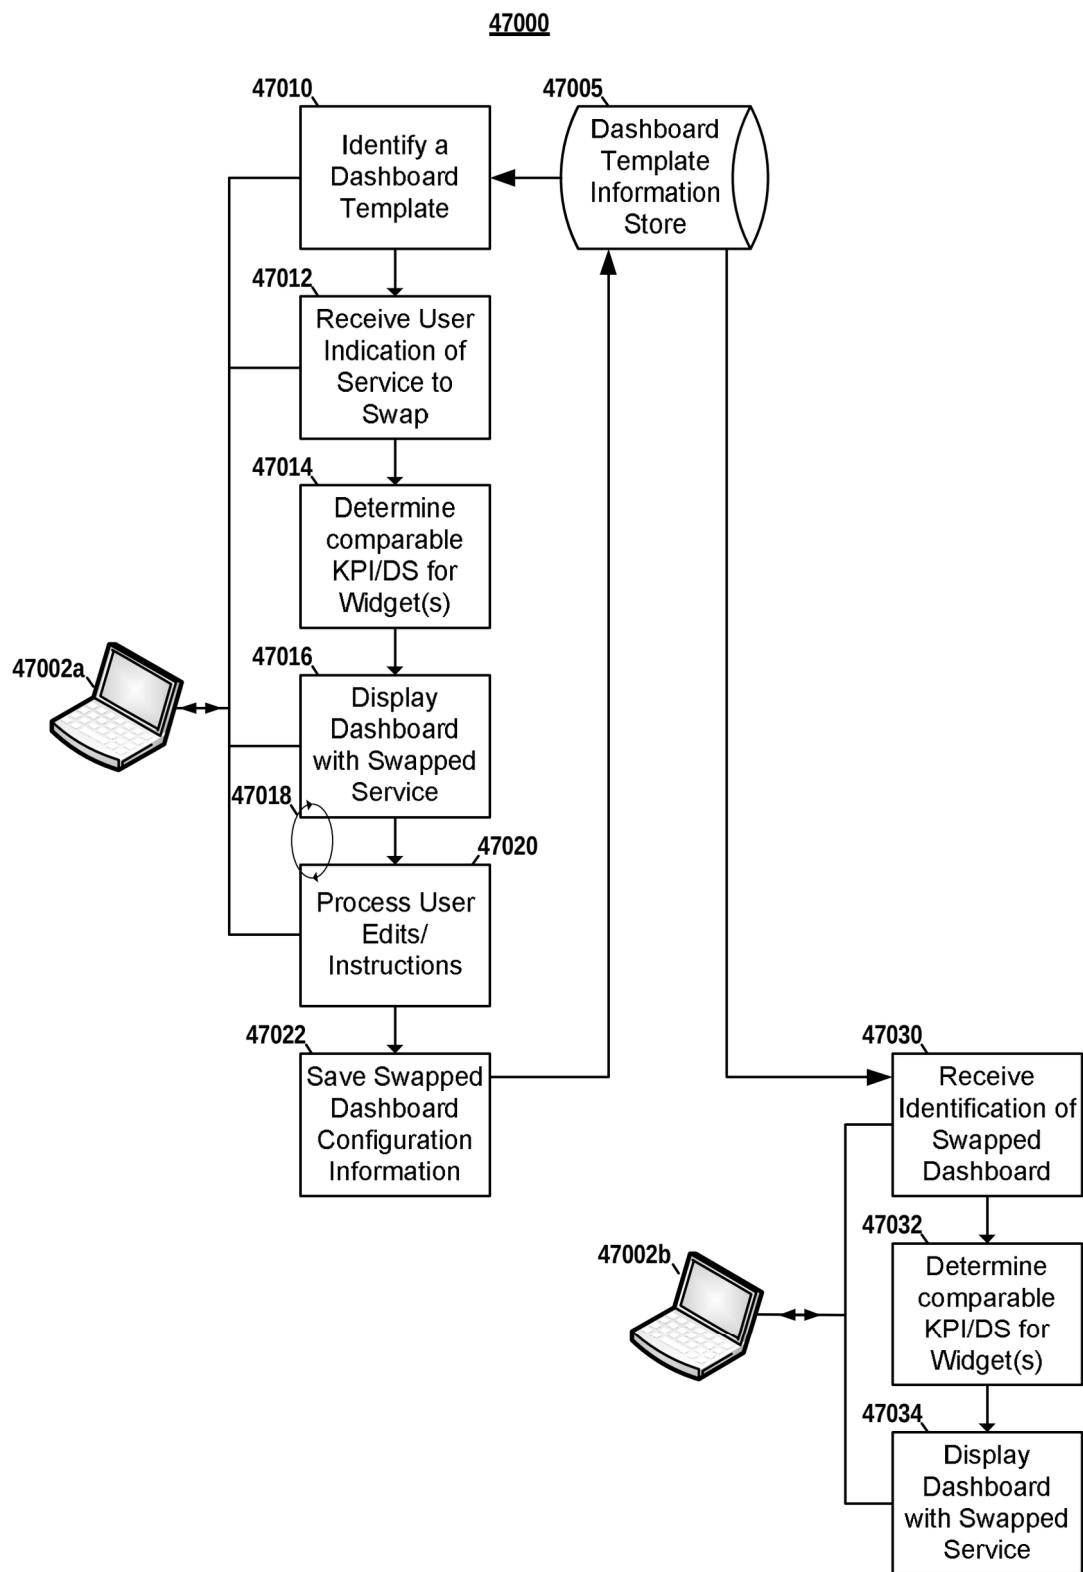 47000
47010
Identify a
Dashboard
Template
47005
Dashboard
Template
Information
Store
47012
Receive User
Indication of
Service to
Swap
47014
Determine
comparable
KPI/DS for
Widget(s)
47002a
47016
Display
Dashboard
with Swapped
Service
47018
47020
Process User
Edits/
Instructions
47022
Save Swapped
Dashboard
Configuration
Information
47030
Receive
Identification of
Swapped
Dashboard
47002b
47032
Determine
comparable
KPI/DS for
Widget(s)
47034
Display
Dashboard
with Swapped
Service